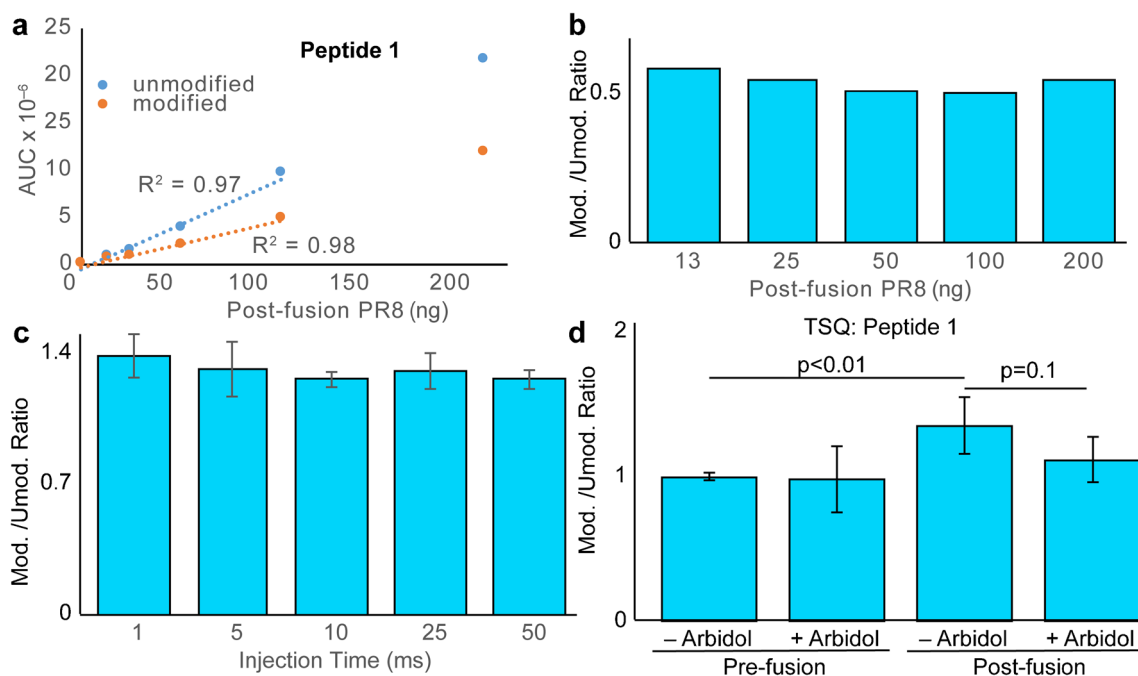 a
Peptide 1
25
20
25
10
5
0
AUC x 10⁻⁶
unmodified
modified
R² = 0.97
R² = 0.98
0 50 100 150 200
Post-fusion PR8 (ng)
b
Mod. /Umod. Ratio
0.5
0
13 25 50 100 200
Post-fusion PR8 (ng)
c
Mod. /Umod. Ratio
1.4
0.7
0
1 5 10 25 50
Injection Time (ms)
d
TSQ: Peptide 1
Mod. /Umod. Ratio
2
1
0
p<0.01
p=0.1
– Arbidol + Arbidol – Arbidol + Arbidol
Pre-fusion Post-fusion